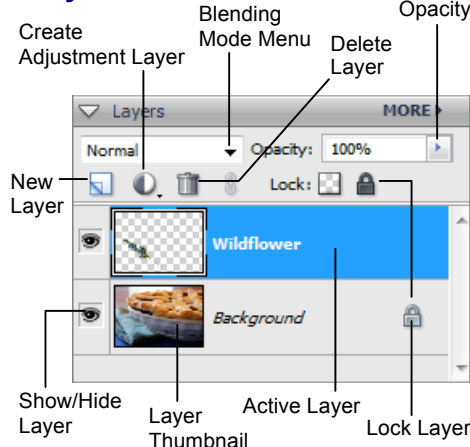 Blending
Mode Menu
Opacity
Create
Adjustment Layer
Delete
Layer
Layers
MORE
Normal
Opacity: 100%
New
Layer
Lock:
Wildflower
Background
Show/Hide
Layer
Layer
Thumbnail
Active Layer
Lock Layer